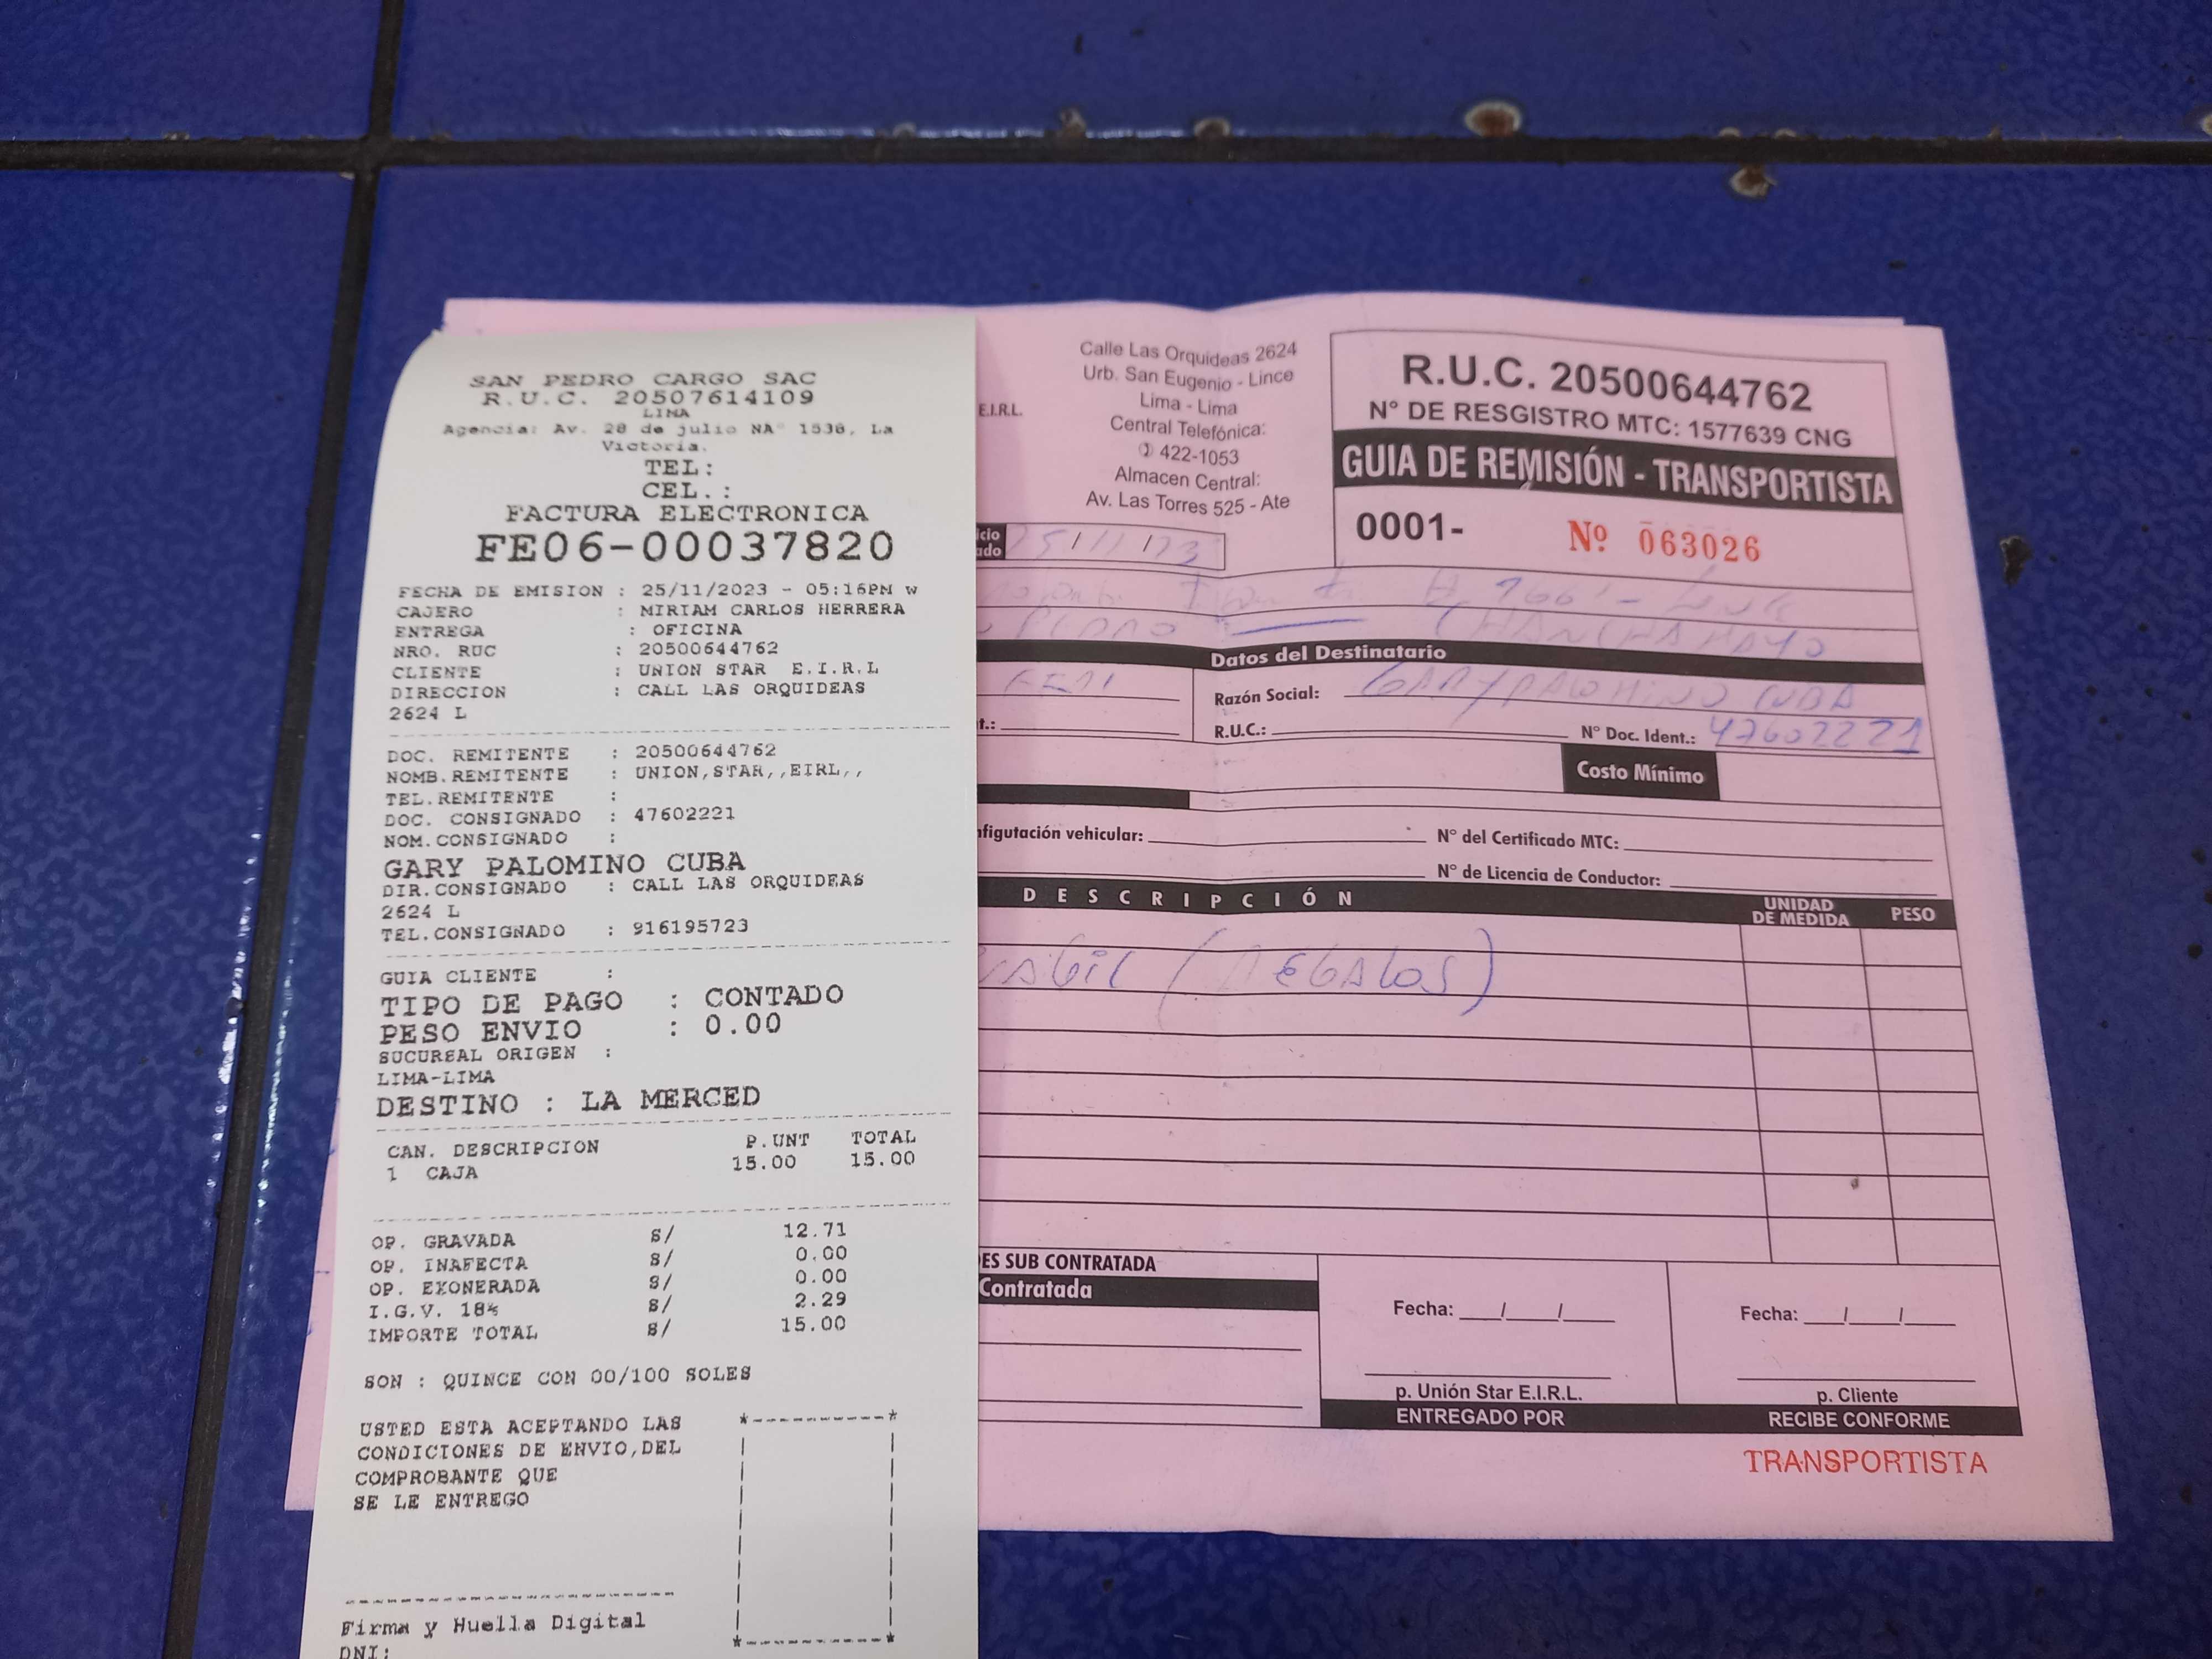 SAN PEDRO CARGO SAC
R.U.C. 20507614109
LIMA
Agencia: Av. 28 de julio NA° 1538, La
Victoria.
TEL:
CEL.:
FACTURA ELECTRONICA
FE06-00037820
FECHA DE EMISION : 25/11/2023 - 05:16PM w
CAJERO : MIRIAM CARLOS HERRERA
ENTREGA : OFICINA
NRO. RUC : 20500644762
CLIENTE : UNION STAR E.I.R.L
DIRECCION : CALL LAS ORQUIDEAS
2624 L
DOC. REMITENTE : 20500644762
NOMB.REMITENTE : UNION,STAR,,EIRL,,
TEL.REMITENTE :
DOC. CONSIGNADO : 47602221
NOM.CONSIGNADO :
GARY PALOMINO CUBA
DIR.CONSIGNADO : CALL LAS ORQUIDEAS
2624 L
TEL.CONSIGNADO : 916195723
GUIA CLIENTE :
TIPO DE PAGO : CONTADO
PESO ENVIO : 0.00
SUCURSAL ORIGEN :
LIMA-LIMA
DESTINO : LA MERCED
CAN. DESCRIPCION P.UNT TOTAL
1 CAJA 15.00 15.00
OP. GRAVADA S/ 12.71
OP. INAFECTA S/ 0.00
OP. EXONERADA S/ 0.00
I.G.V. 18% S/ 2.29
IMPORTE TOTAL S/ 15.00
SON : QUINCE CON 00/100 SOLES
USTED ESTA ACEPTANDO LAS
CONDICIONES DE ENVIO,DEL
COMPROBANTE QUE
SE LE ENTREGO
Firma y Huella Digital
DNI:
E.I.R.L.
Calle Las Orquideas 2624
Urb. San Eugenio - Lince
Lima - Lima
Central Telefónica:
422-1053
Almacen Central:
Av. Las Torres 525 - Ate
R.U.C. 20500644762
N° DE RESGISTRO MTC: 1577639 CNG
GUIA DE REMISIÓN - TRANSPORTISTA
0001- Nº 063026
25/11/23
PEDRO CHANCHAMAYO
Datos del Destinatario
Razón Social: GARY PALOMINO CUBA
R.U.C.: N° Doc. Ident.: 47602221
Costo Mínimo
vehicular: N° del Certificado MTC:
N° de Licencia de Conductor:
DESCRIPCIÓN UNIDAD DE MEDIDA PESO
(REGALOS)
SUB CONTRATADA
Contratada
Fecha: / / Fecha: / /
p. Unión Star E.I.R.L. p. Cliente
ENTREGADO POR RECIBE CONFORME
TRANSPORTISTA